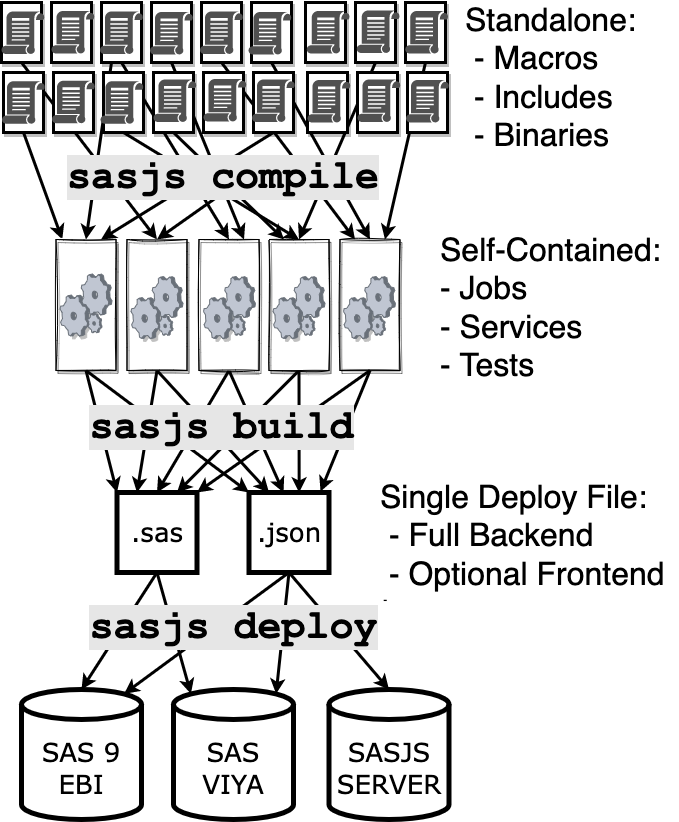 Standalone:
- Macros
- Includes
- Binaries
sasjs compile
Self-Contained:
- Jobs
- Services
- Tests
sasjs build
Single Deploy File:
- Full Backend
- Optional Frontend
.sas
.json
sasjs deploy
SAS 9
EBI
SAS
VIYA
SASJS
SERVER